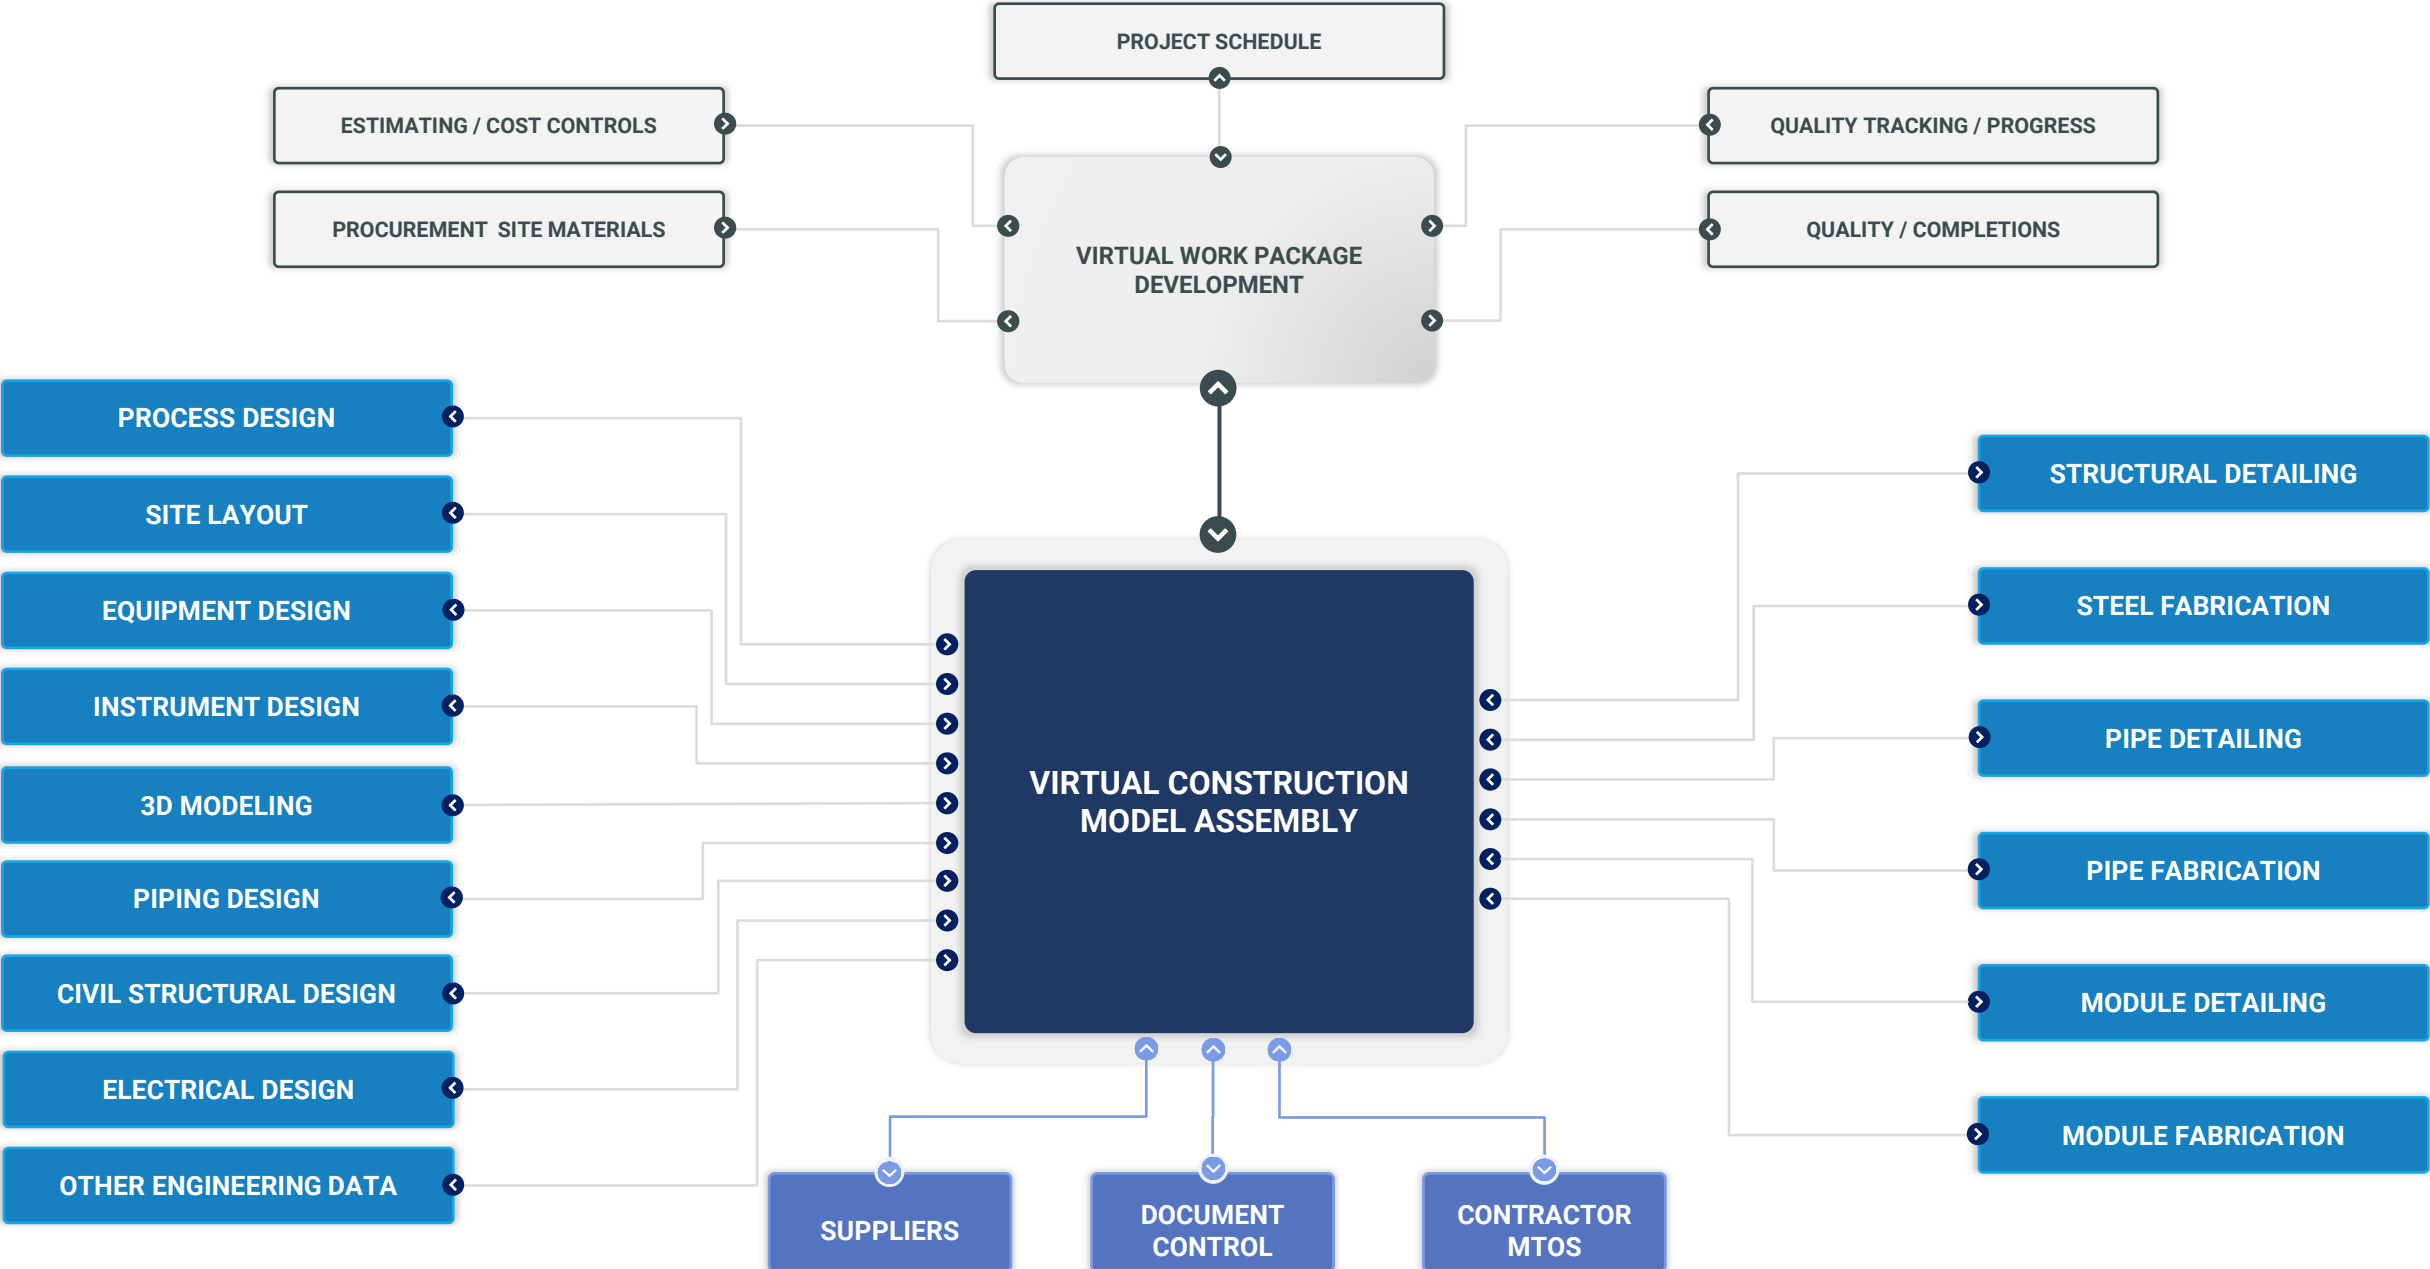 PROJECT SCHEDULE
ESTIMATING / COST CONTROLS
PROCUREMENT SITE MATERIALS
QUALITY TRACKING / PROGRESS
QUALITY / COMPLETIONS
VIRTUAL WORK PACKAGE
DEVELOPMENT
PROCESS DESIGN
SITE LAYOUT
EQUIPMENT DESIGN
INSTRUMENT DESIGN
3D MODELING
PIPING DESIGN
CIVIL STRUCTURAL DESIGN
ELECTRICAL DESIGN
OTHER ENGINEERING DATA
VIRTUAL CONSTRUCTION
MODEL ASSEMBLY
STRUCTURAL DETAILING
STEEL FABRICATION
PIPE DETAILING
PIPE FABRICATION
MODULE DETAILING
MODULE FABRICATION
SUPPLIERS
DOCUMENT
CONTROL
CONTRACTOR
MTOS